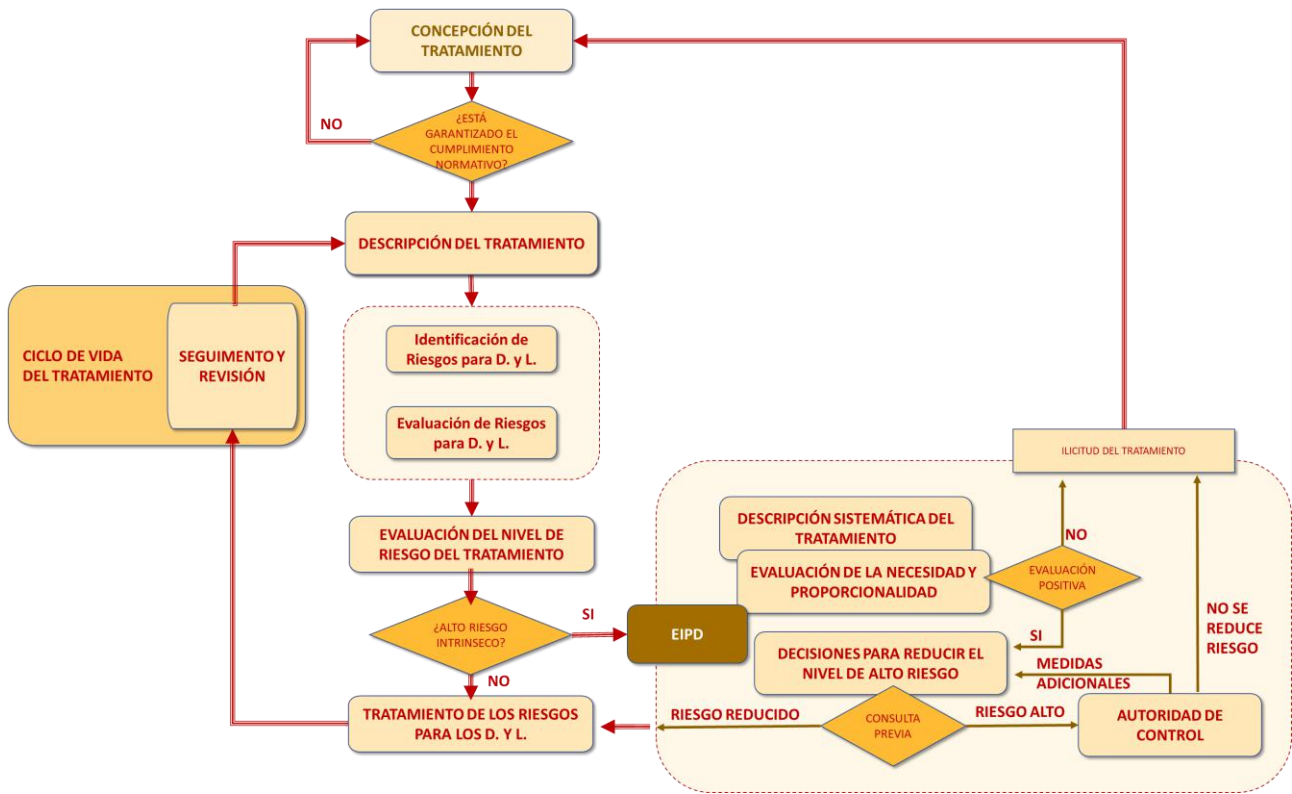 CONCEPCIÓN DEL
TRATAMIENTO
NO
¿ESTÁ
GARANTIZADO EL
CUMPLIMIENTO
NORMATIVO?
DESCRIPCIÓN DEL TRATAMIENTO
CICLO DE VIDA
DEL TRATAMIENTO
SEGUIMENTO Y
REVISIÓN
Identificación de
Riesgos para D. y L.
Evaluación de Riesgos
para D. y L.
EVALUACIÓN DEL NIVEL DE
RIESGO DEL TRATAMIENTO
¿ALTO RIESGO
INTRINSECO?
SI
NO
TRATAMIENTO DE LOS RIESGOS
PARA LOS D. Y L.
EIPD
ILICITUD DEL TRATAMIENTO
DESCRIPCIÓN SISTEMÁTICA DEL
TRATAMIENTO
EVALUACIÓN DE LA NECESIDAD Y
PROPORCIONALIDAD
NO
EVALUACIÓN
POSITIVA
SI
DECISIONES PARA REDUCIR EL
NIVEL DE ALTO RIESGO
MEDIDAS
ADICIONALES
NO SE
REDUCE
RIESGO
RIESGO REDUCIDO
CONSULTA
PREVIA
RIESGO ALTO
AUTORIDAD DE
CONTROL